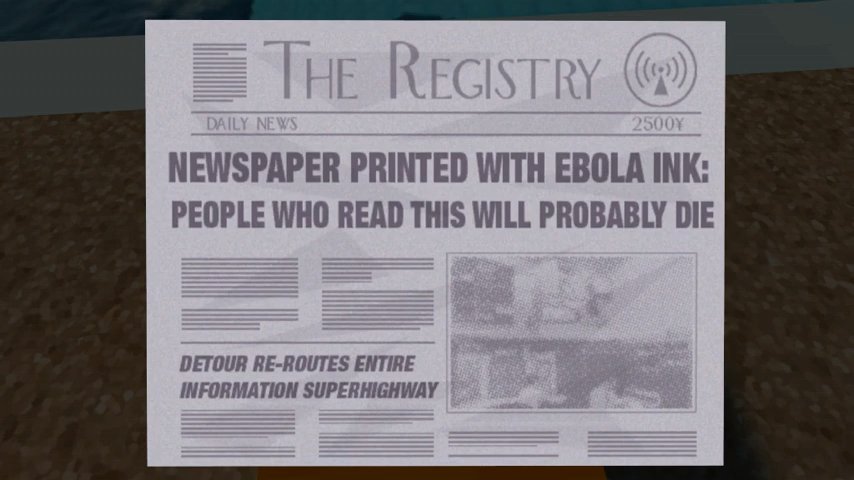 The Registry
DAILY NEWS 2500¥
NEWSPAPER PRINTED WITH EBOLA INK:
PEOPLE WHO READ THIS WILL PROBABLY DIE
DETOUR RE-ROUTES ENTIRE
INFORMATION SUPERHIGHWAY